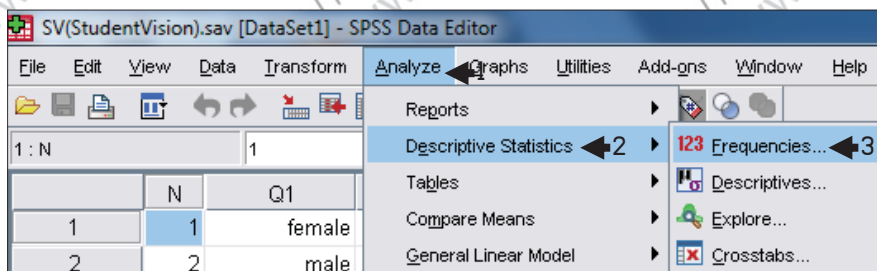 SV(StudentVision).sav [DataSet1] - SPSS Data Editor
File Edit View Data Transform Analyze Graphs Utilities Add-ons Window Help
1
Reports
1 : N 1
Descriptive Statistics 2
123 Frequencies... 3
N Q1
Tables
Descriptives...
1 1 female
Compare Means
Explore...
2 2 male
General Linear Model
Crosstabs...